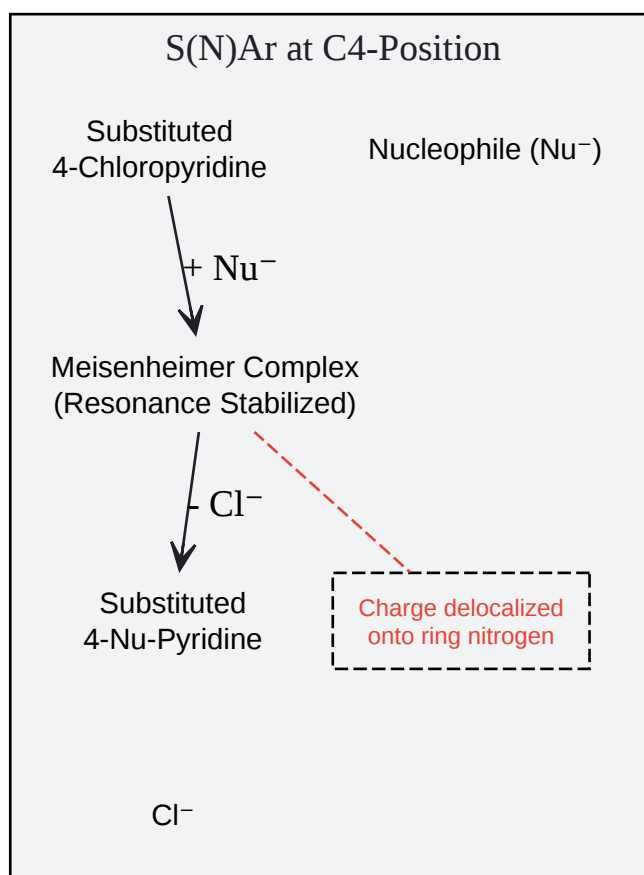 S(N)Ar at C4-Position
Substituted
4-Chloropyridine
Nucleophile (Nu⁻)
+ Nu⁻
Meisenheimer Complex
(Resonance Stabilized)
- Cl⁻
Substituted
4-Nu-Pyridine
Charge delocalized
onto ring nitrogen
Cl⁻